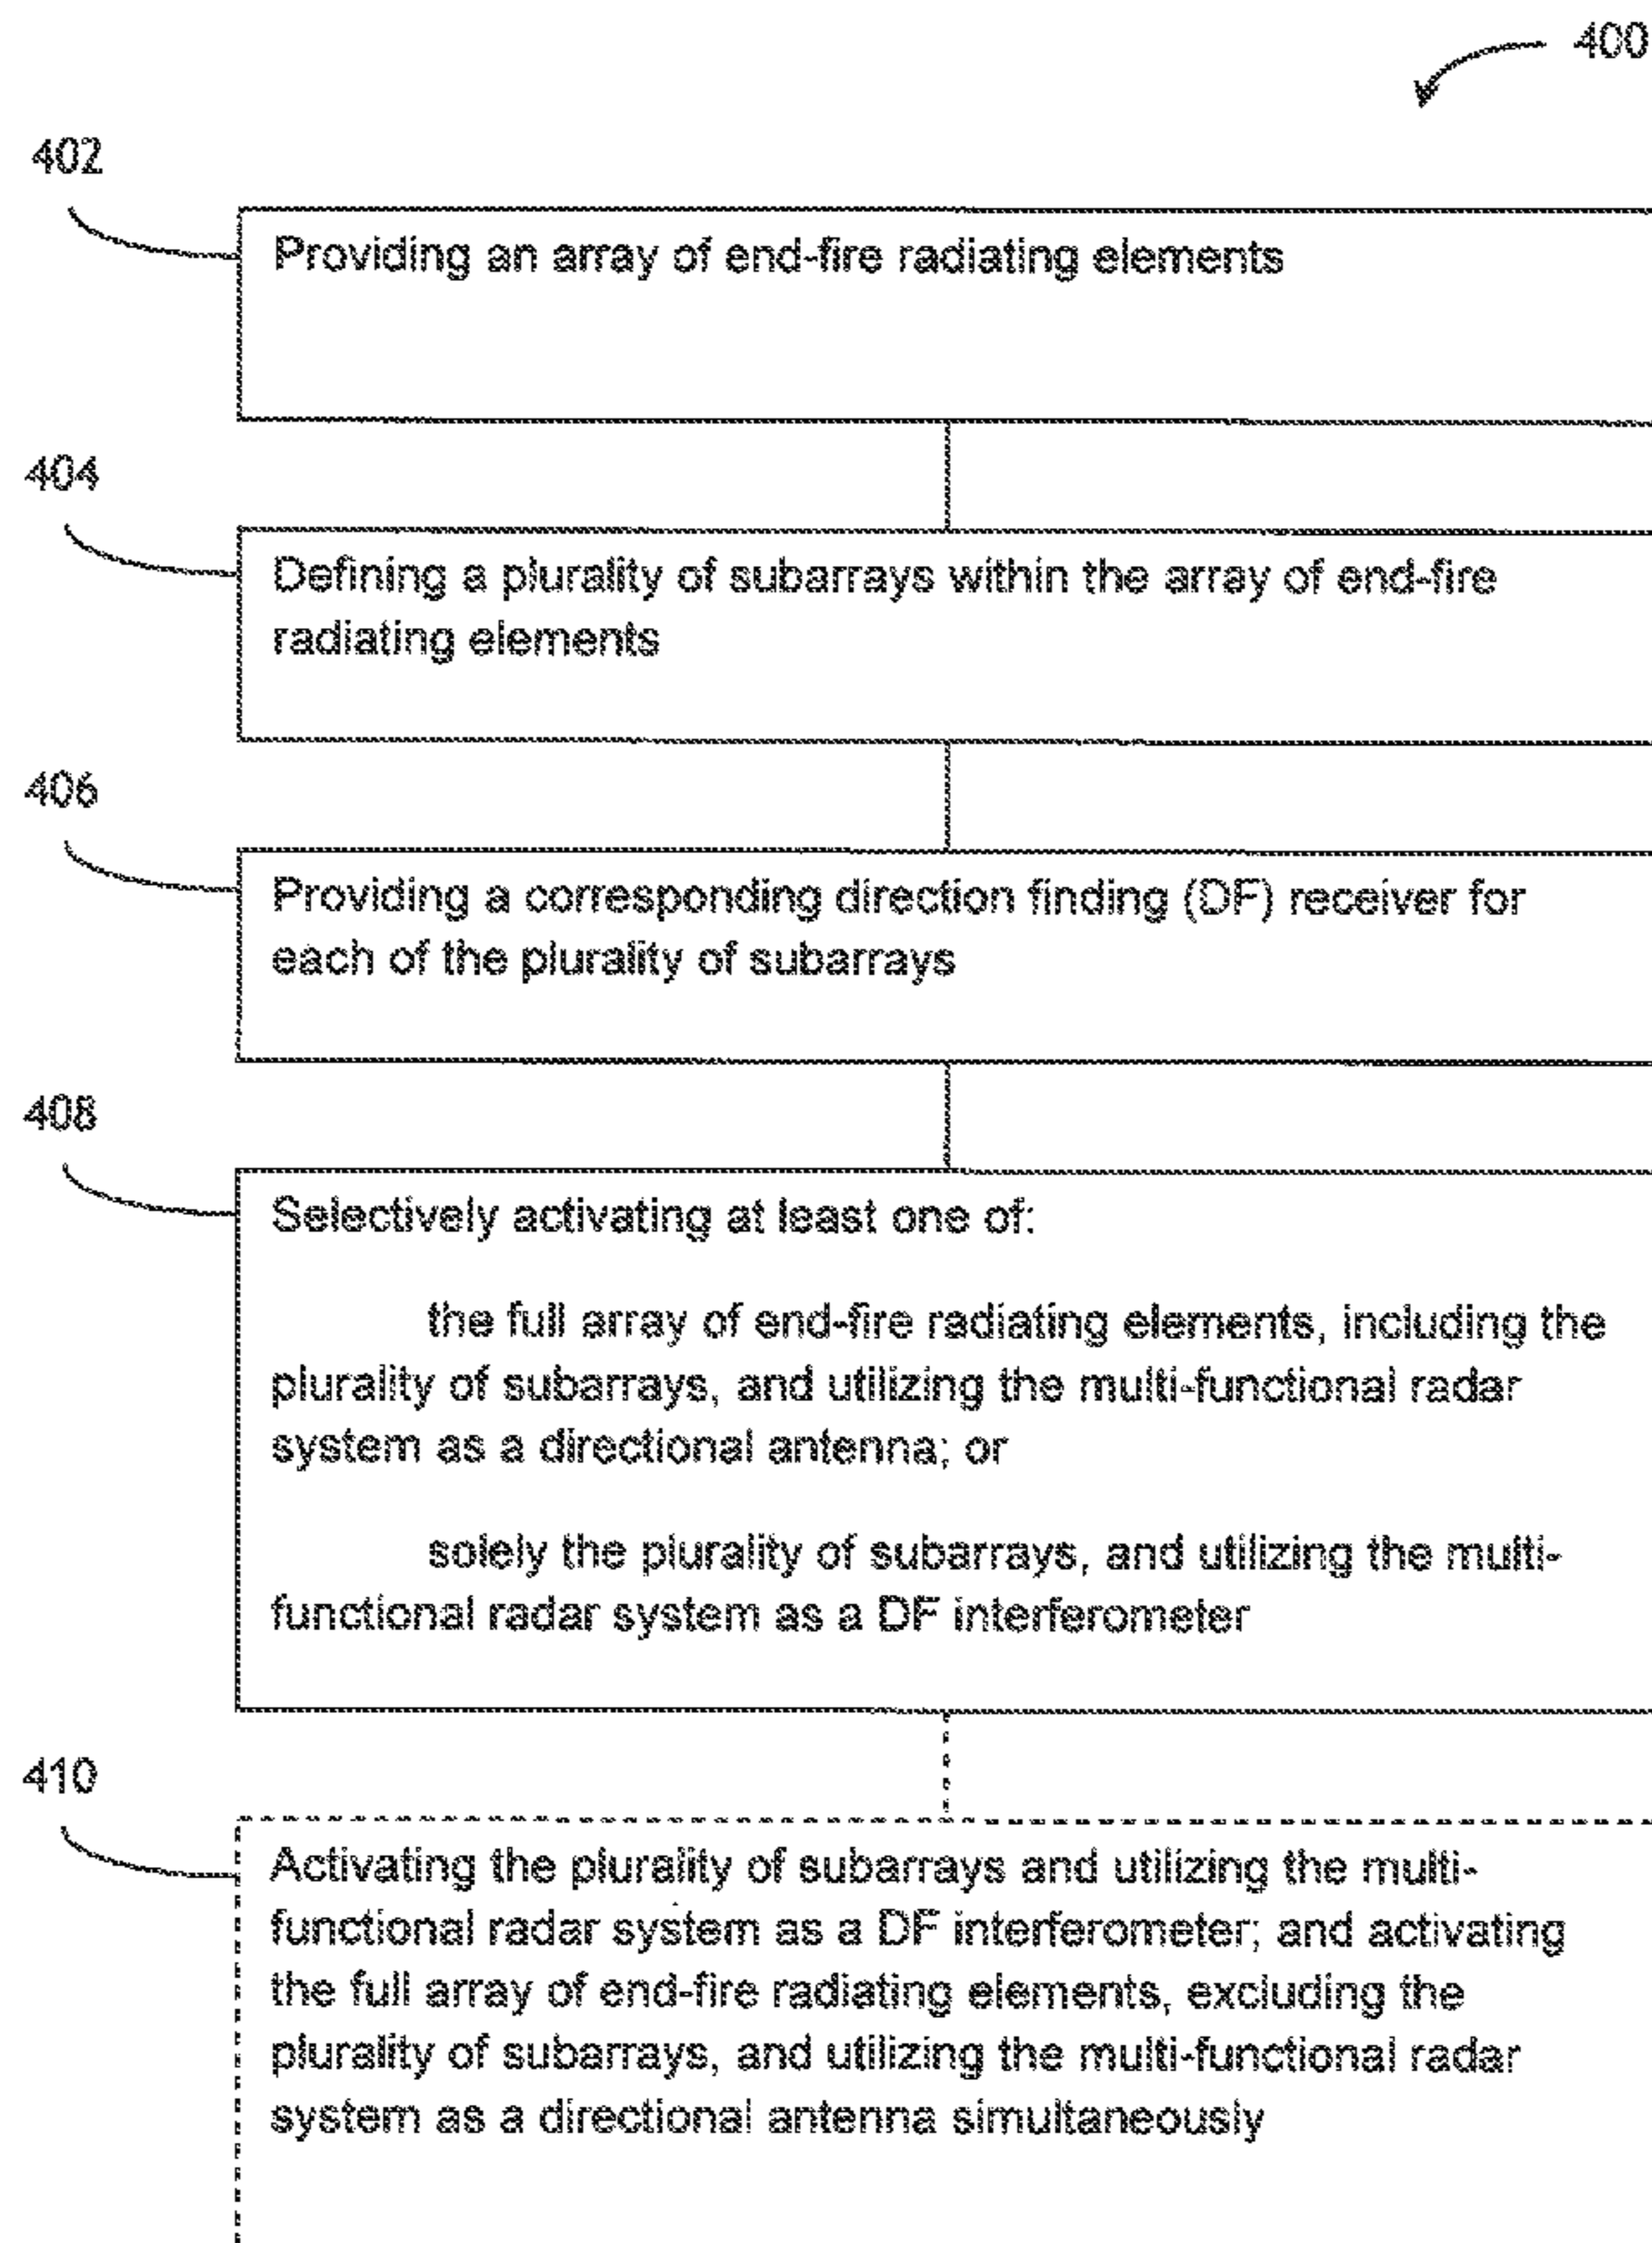 400
402
Providing an array of end-fire radiating elements
404
Defining a plurality of subarrays within the array of end-fire
radiating elements
406
Providing a corresponding direction finding (DF) receiver for
each of the plurality of subarrays
408
Selectively activating at least one of:
the full array of end-fire radiating elements, including the
plurality of subarrays, and utilizing the multi-functional radar
system as a directional antenna; or
solely the plurality of subarrays, and utilizing the multi-
functional radar system as a DF interferometer
410
Activating the plurality of subarrays and utilizing the multi-
functional radar system as a DF interferometer; and activating
the full array of end-fire radiating elements, excluding the
plurality of subarrays, and utilizing the multi-functional radar
system as a directional antenna simultaneously